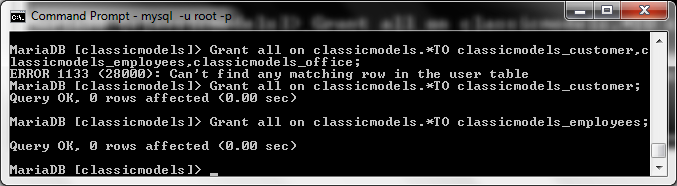 Command Prompt - mysql -u root -p
MariaDB [classicmodels]> Grant all on classicmodels.*TO classicmodels_customer,c
lassicmodels_employees,classicmodels_office;
ERROR 1133 (28000): Can't find any matching row in the user table
MariaDB [classicmodels]> Grant all on classicmodels.*TO classicmodels_customer;
Query OK, 0 rows affected (0.00 sec)
MariaDB [classicmodels]> Grant all on classicmodels.*TO classicmodels_employees;
Query OK, 0 rows affected (0.00 sec)
MariaDB [classicmodels]> _